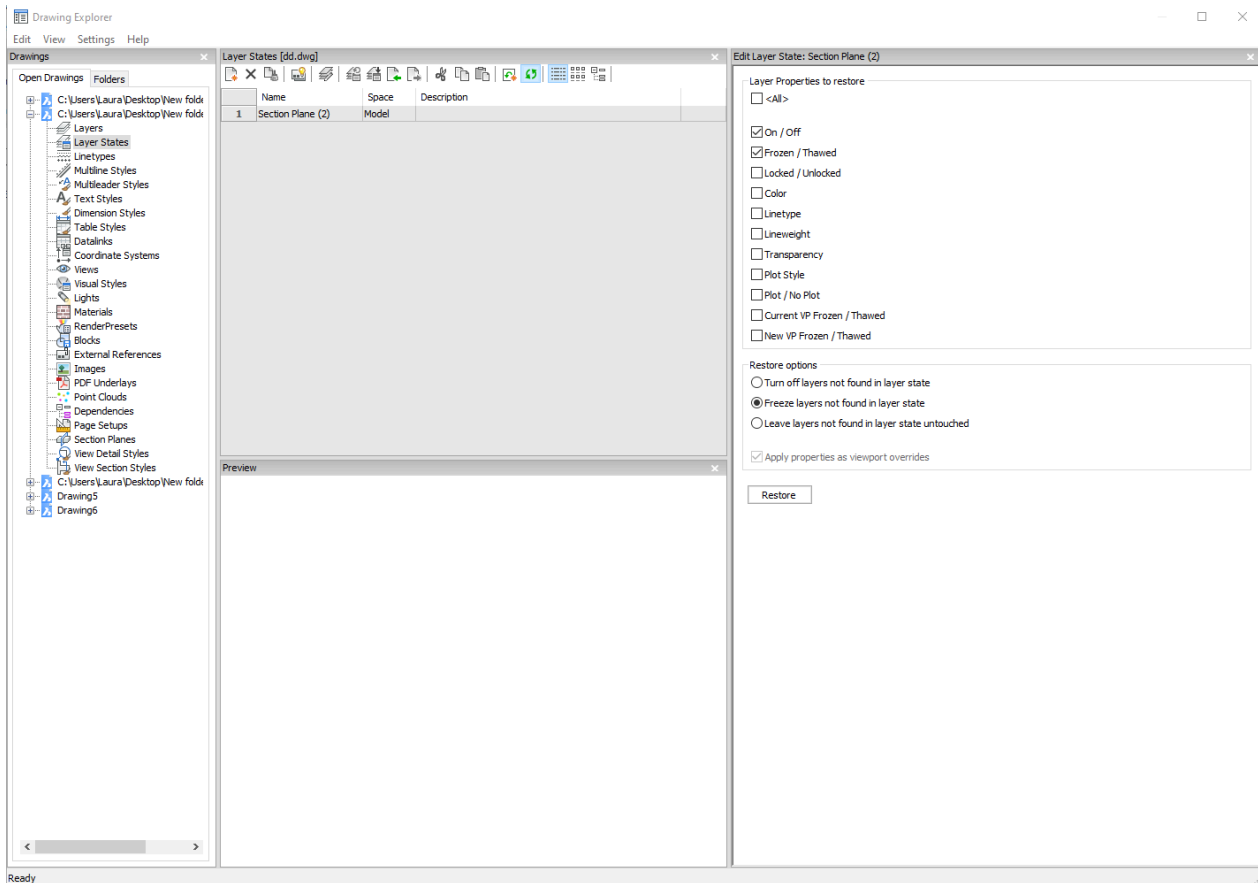 Drawing Explorer
Edit View Settings Help
Drawings
Open Drawings Folders
C:\Users\Laura\Desktop\New folde
C:\Users\Laura\Desktop\New folde
Layers
Layer States
Linetypes
Multiline Styles
Multileader Styles
Text Styles
Dimension Styles
Table Styles
Datalinks
Coordinate Systems
Views
Visual Styles
Lights
Materials
RenderPresets
Blocks
External References
Images
PDF Underlays
Point Clouds
Dependencies
Page Setups
Section Planes
View Detail Styles
View Section Styles
C:\Users\Laura\Desktop\New folde
Drawing5
Drawing6
Layer States [dd.dwg]
Name Space Description
1 Section Plane (2) Model
Preview
Edit Layer State: Section Plane (2)
Layer Properties to restore
<All>
On / Off
Frozen / Thawed
Locked / Unlocked
Color
Linetype
Lineweight
Transparency
Plot Style
Plot / No Plot
Current VP Frozen / Thawed
New VP Frozen / Thawed
Restore options
Turn off layers not found in layer state
Freeze layers not found in layer state
Leave layers not found in layer state untouched
Apply properties as viewport overrides
Restore
Ready